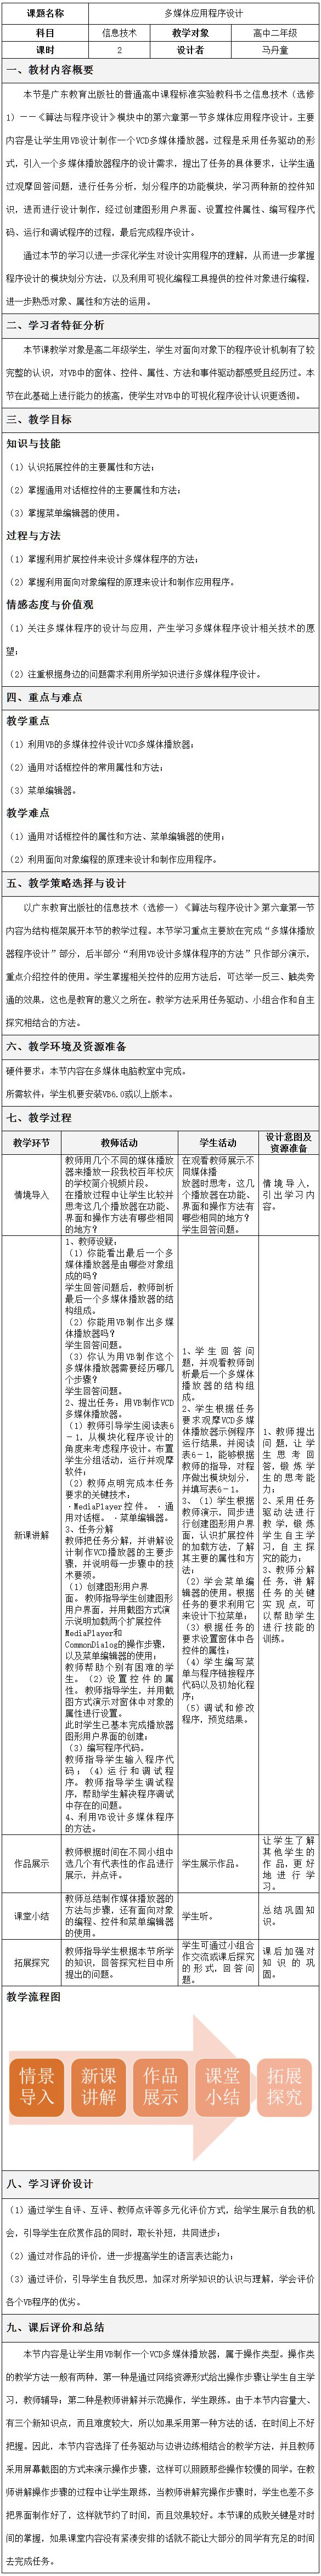 课题名称 多媒体应用程序设计
科目 信息技术 教学对象 高中二年级
课时 2 设计者 马丹童
一、教材内容概要
本节是广东教育出版社的普通高中课程标准实验教科书之信息技术（选修
1）——《算法与程序设计》模块中的第六章第一节多媒体应用程序设计。主要
内容是让学生用VB设计制作一个VCD多媒体播放器。过程是采用任务驱动的形
式，引入一个多媒体播放器程序的设计需求，提出了任务的具体要求，让学生通
过观摩回答问题，进行任务分析，划分程序的功能模块，学习两种新的控件知
识，进而进行设计制作，经过创建图形用户界面、设置控件属性、编写程序代
码、运行和调试程序的过程，最后完成程序设计。
通过本节的学习以进一步深化学生对设计实用程序的理解，从而进一步掌握
程序设计的模块划分方法，以及利用可视化编程工具提供的控件对象进行编程，
进一步熟悉对象、属性和方法的运用。
二、学习者特征分析
本节课教学对象是高二年级学生，学生对面向对象下的程序设计机制有了较
完整的认识，对VB中的窗体、控件、属性、方法和事件驱动都感受且经历过。本
节在此基础上进行能力的拔高，使学生对VB中的可视化程序设计认识更透彻。
三、教学目标
知识与技能
（1）认识拓展控件的主要属性和方法；
（2）掌握通用对话框控件的主要属性和方法；
（3）掌握菜单编辑器的使用。
过程与方法
（1）掌握利用扩展控件来设计多媒体程序的方法；
（2）掌握利用面向对象编程的原理来设计和制作应用程序。
情感态度与价值观
（1）关注多媒体程序的设计与应用，产生学习多媒体程序设计相关技术的愿
望；
（2）注重根据身边的问题需求利用所学知识进行多媒体程序设计。
四、重点与难点
教学重点
（1）利用VB的多媒体控件设计VCD多媒体播放器；
（2）通用对话框控件的常用属性和方法；
（3）菜单编辑器。
教学难点
（1）通用对话框控件的属性和方法、菜单编辑器的使用；
（2）利用面向对象编程的原理来设计和制作应用程序。
五、教学策略选择与设计
以广东教育出版社的信息技术（选修一）《算法与程序设计》第六章第一节
内容为结构框架展开本节的教学过程。本节学习重点主要放在完成“多媒体播放
器程序设计”部分，后半部分“利用VB设计多媒体程序的方法”只作部分演示，
重点介绍控件的使用。学生掌握相关控件的应用方法后，可达举一反三、触类旁
通的效果，这也是教育的意义之所在。教学方法采用任务驱动、小组合作和自主
探究相结合的方法。
六、教学环境及资源准备
硬件要求：本节内容在多媒体电脑教室中完成。
所需软件：学生机要安装VB6.0或以上版本。
七、教学过程
教学环节 教师活动 学生活动 设计意图及
资源准备
情境导入
教师用几个不同的媒体播放
器来播放一段我校百年校庆
的学校简介视频片段。
在播放过程中让学生比较并
思考这几个播放器在功能、
界面和操作方法有哪些相同
的地方？
在观看教师展示不
同媒体播
放器时思考：这几
个播放器在功能、
界面和操作方法有
哪些相同的地方？
学生回答问题。
情境导入，
引出学习内
容。
新课讲解
1、教师设疑：
（1）你能看出最后一个多
媒体播放器是由哪些对象组
成的吗？
学生回答问题后，教师剖析
最后一个多媒体播放器的结
构组成。
（2）你能用VB制作出多媒
体播放器吗？
学生回答问题。
（3）你认为用VB制作这个
多媒体播放器需要经历哪几
个步骤？
学生回答问题。
2、提出任务：用VB制作VCD
多媒体播放器。
（1）教师引导学生阅读表6
－1，从模块化程序设计的
角度来考虑程序设计。布置
学生分组活动，运行并观摩
软件；
（2）教师点明完成本任务
要求的关键技术：
·MediaPlayer控件。·通
用对话框。·菜单编辑器。
3、任务分解
教师把任务分解，并讲解设
计制作VCD播放器的主要步
骤，并说明每一步骤中的技
术要领。
（1）创建图形用户界
面。教师指导学生创建图形
用户界面，并用截图方式演
示说明加载两个扩展控件
MediaPlayer和
CommonDialog的操作步骤，
以及菜单编辑器的使用；
教师帮助个别有困难的学
生。（2）设置控件的属
性。教师指导学生，并用截
图方式演示对窗体中对象的
属性进行设置。
此时学生已基本完成播放器
图形用户界面的创建；
（3）编写程序代码。
教师指导学生输入程序代
码；（4）运行和调试程
序。教师指导学生调试程
序，帮助学生解决程序调试
中存在的问题。
4、利用VB设计多媒体程序
的方法。
1、学生回答问
题，并观看教师剖
析最后一个多媒体
播放器的结构组
成。
2、学生根据任务
要求观摩VCD多媒
体播放器示例程序
运行结果，并阅读
表6－1，能够根据
教师的指导，对程
序做出模块划分，
并填写表6－1。
3、（1）学生根据
教师演示，同步进
行创建图形用户界
面，认识扩展控件
的加载方法，了解
其主要的属性和方
法；
（2）学会菜单编
辑器的使用，根据
任务的要求利用它
来设计下拉菜单；
（3）根据任务的
要求设置窗体中各
控件的属性；
（4）学生编写菜
单与程序链接程序
代码以及初始化程
序；
（5）调试和修改
程序，预览结果。
1、教师提出
问题，让学
生思考回
答，锻炼学
生的思考能
力；
2、采用任务
驱动法进行
教学，锻炼
学生自主学
习，自主探
究的能力；
3、教师分解
任务，讲解
任务的关键
实现点，可
以帮助学生
进行技能的
训练。
作品展示
教师根据时间在不同小组中
选几个有代表性的作品进行
展示，并点评。
学生展示作品。
让学生了解
其他学生的
作品，更好
地进行学
习。
课堂小结
教师总结制作媒体播放器的
方法与步骤，还有面向对象
的编程、控件和菜单编辑器
的使用。
学生听。
总结巩固知
识。
拓展探究
教师指导学生根据本节所学
的知识，回答探究栏目中所
提出的问题。
学生可通过小组合
作交流或课后探究
的形式，回答问
题。
课后加强对
知识的巩
固。
教学流程图
情景
导入
新课
讲解
作品
展示
课堂
小结
拓展
探究
八、学习评价设计
（1）通过学生自评、互评、教师点评等多元化评价方式，给学生展示自我的机
会，引导学生在欣赏作品的同时，取长补短，共同进步；
（2）通过对作品的评价，进一步提高学生的语言表达能力；
（3）通过评价，引导学生自我反思，加深对所学知识的认识与理解，学会评价
各个VB程序的优劣。
九、课后评价和总结
本节内容是让学生用VB制作一个VCD多媒体播放器，属于操作类型。操作类
的教学方法一般有两种，第一种是通过网络资源形式给出操作步骤让学生自主学
习，教师辅导；第二种是教师讲解并示范操作，学生跟练。由于本节内容量大、
有三个新知识点，而且难度较大，所以如果采用第一种方法的话，在时间上不好
把握。因此，本节内容选择了任务驱动与边讲边练相结合的教学方法，并且教师
采用屏幕截图的方式来演示操作步骤，这样可以照顾那些操作较慢的同学。在教
师讲解操作步骤的过程中让学生跟练，当教师讲解完操作步骤时，学生也差不多
把界面制作好了，这样就节约了时间，而且效果较好。本节课的成败关键是对时
间的掌握，如果课堂内容没有紧凑安排的话就不能让大部分的同学有充足的时间
去完成任务。